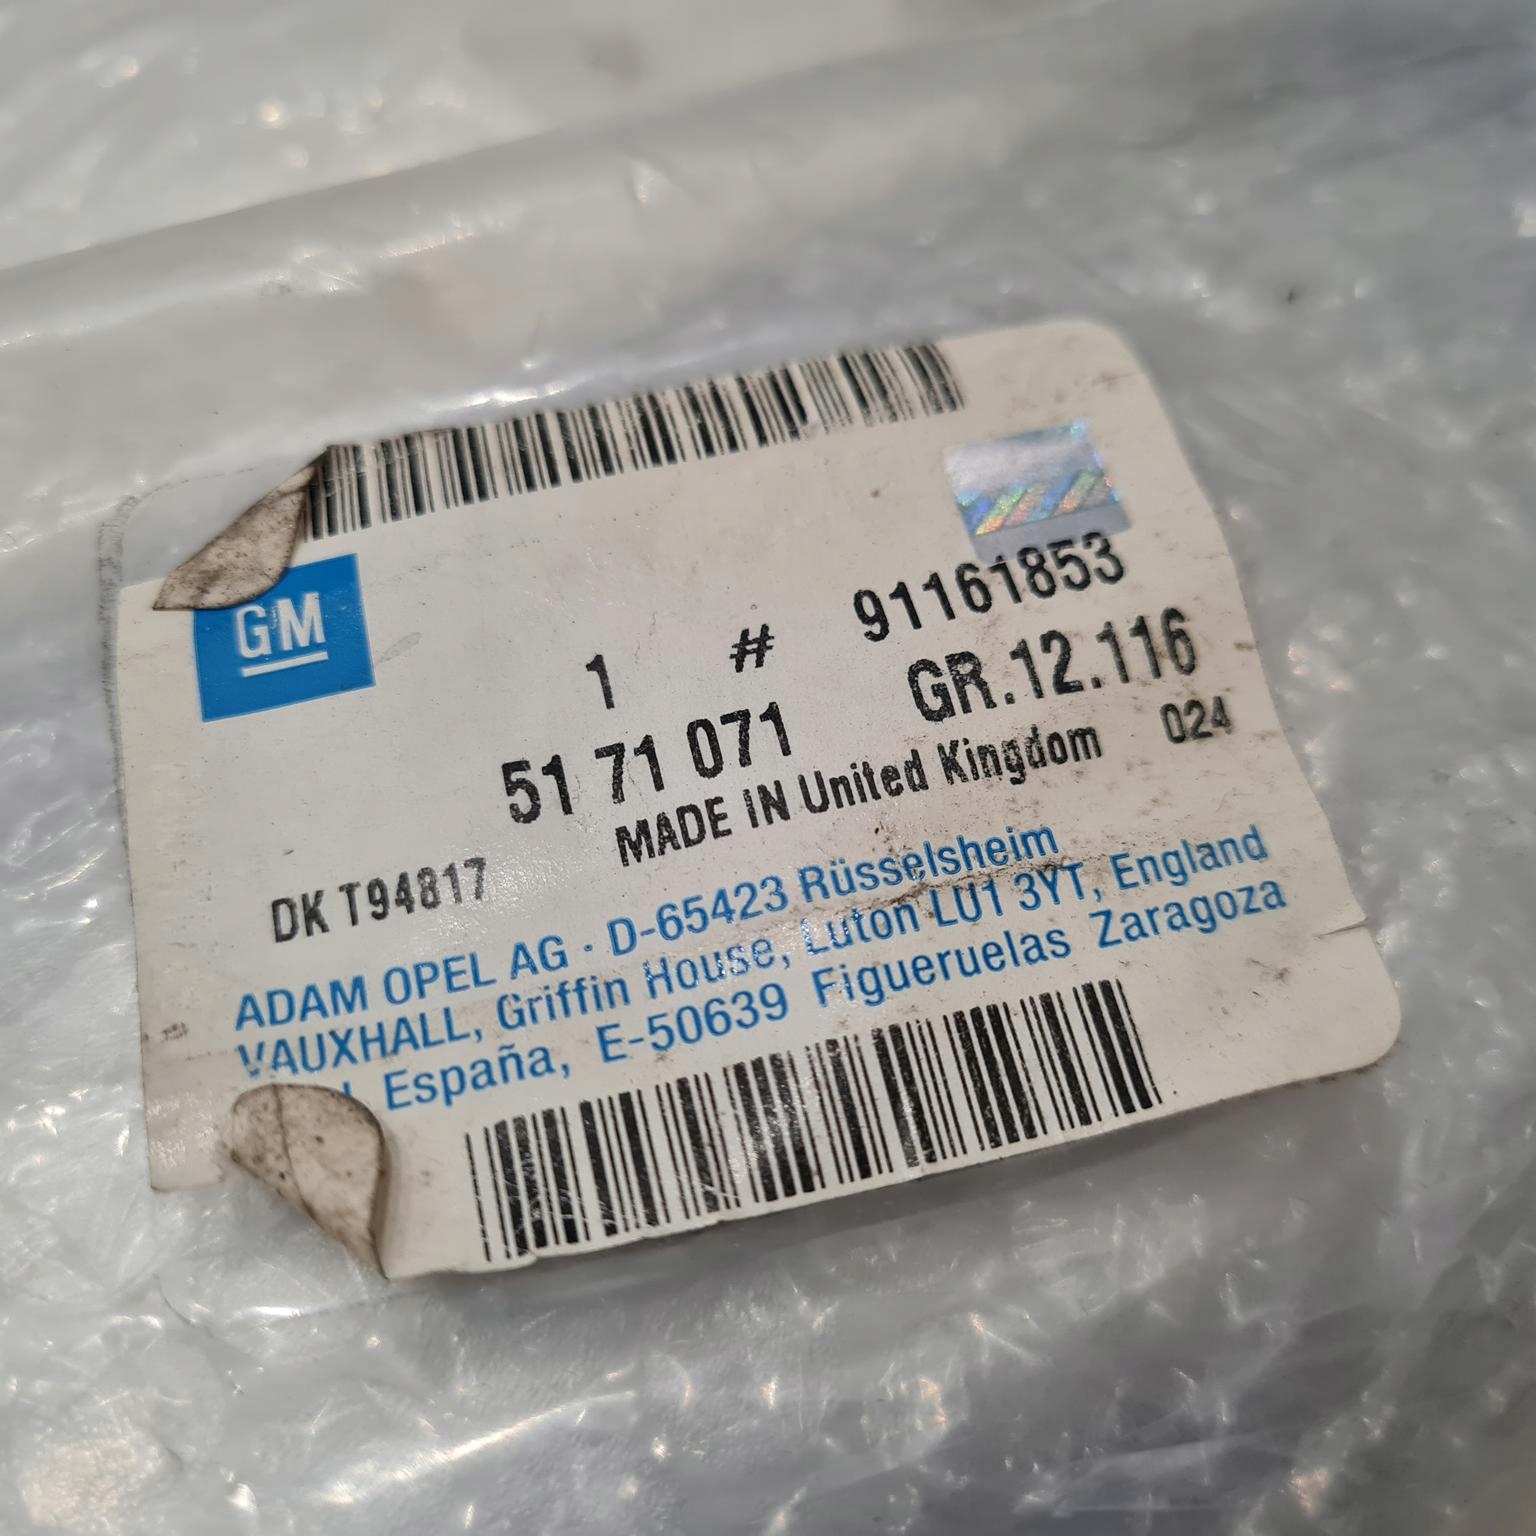 GM
1 # 91161853
51 71 071 GR.12.116
MADE IN United Kingdom 024
DK T94817
ADAM OPEL AG · D-65423 Rüsselsheim
VAUXHALL, Griffin House, Luton LU1 3YT, England
España, E-50639 Figueruelas Zaragoza